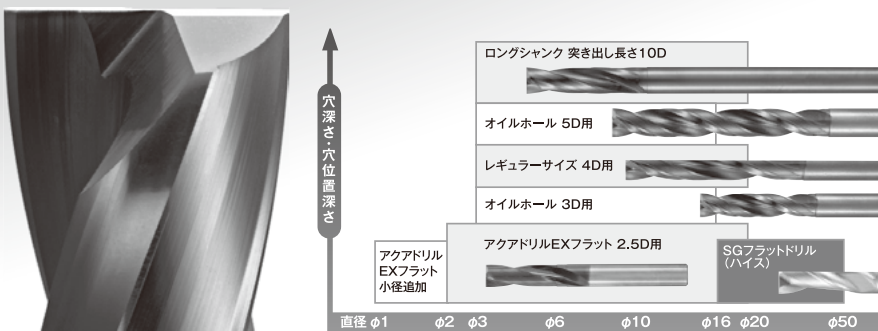 ロングシャンク 突き出し長さ10D
オイルホール 5D用
レギュラーサイズ 4D用
オイルホール 3D用
アクアドリルEXフラット 2.5D用
アクアドリル
EXフラット
小径追加
SGフラットドリル
(ハイス)
穴深さ・穴位置深さ
直径 φ1 φ2 φ3 φ6 φ10 φ16 φ20 φ50